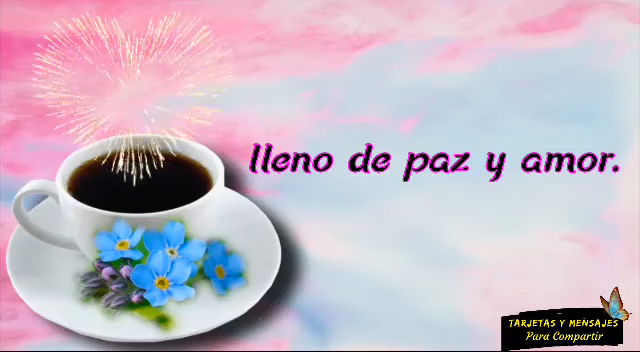 lleno de paz y amor.
TARJETAS Y MENSAJES
Para Compartir